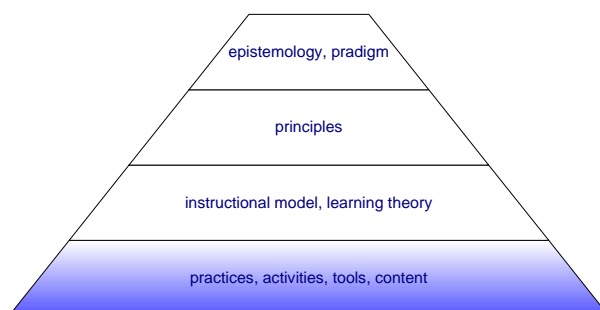 epistemology, pradigm
principles
instructional model, learning theory
practices, activities, tools, content